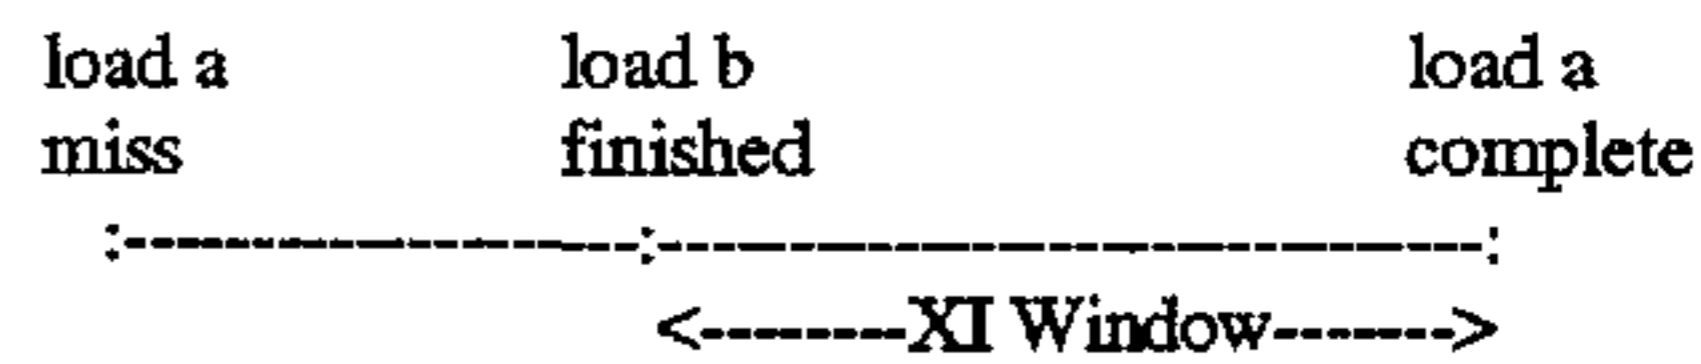 load a load b load a
miss finished complete
:-----------------:---------------------------:
<--------XI Window------->